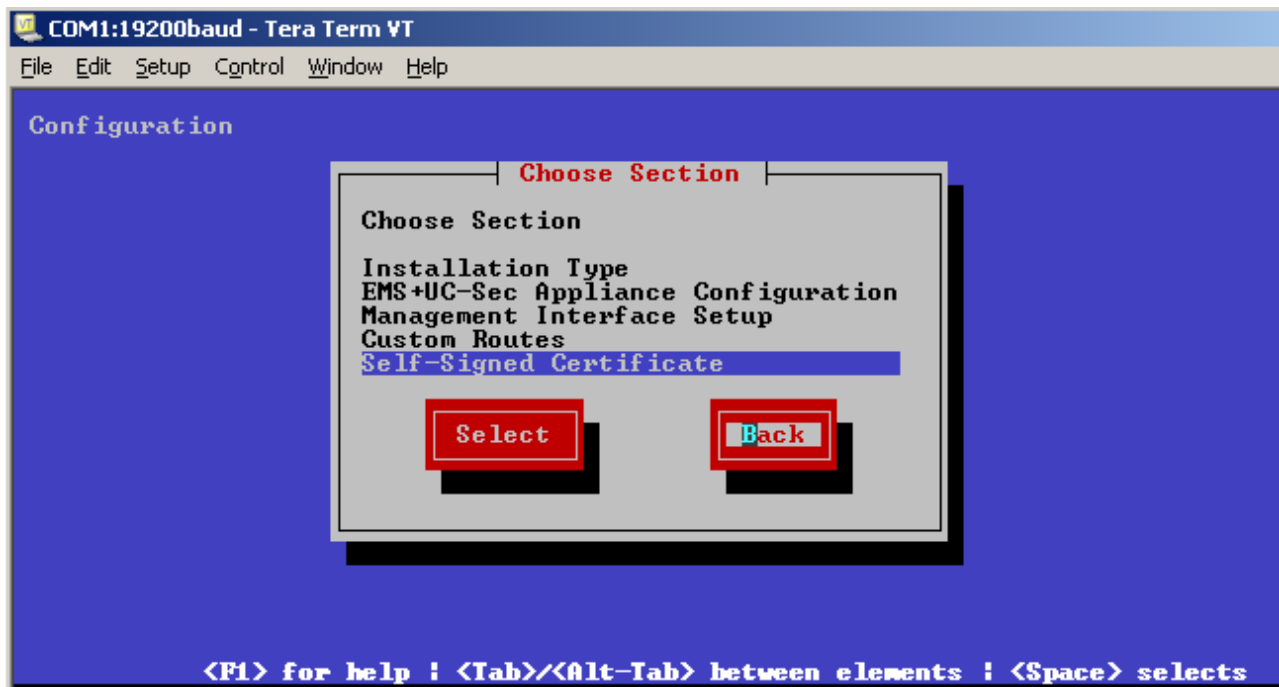 COM1:19200baud - Tera Term VT
File Edit Setup Control Window Help
Configuration
Choose Section
Choose Section
Installation Type
EMS+UC-Sec Appliance Configuration
Management Interface Setup
Custom Routes
Self-Signed Certificate
Select Back
<F1> for help | <Tab>/<Alt-Tab> between elements | <Space> selects